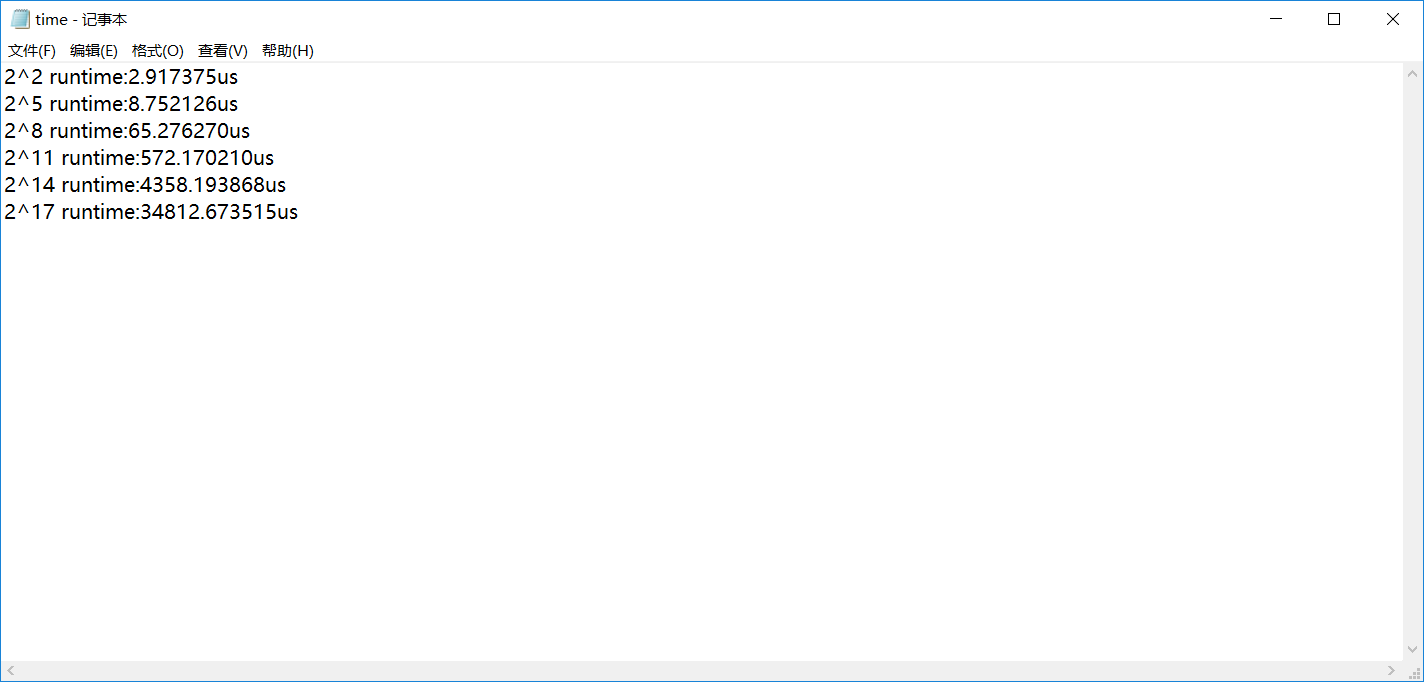 time - 记事本
文件(F) 编辑(E) 格式(O) 查看(V) 帮助(H)
2^2 runtime:2.917375us
2^5 runtime:8.752126us
2^8 runtime:65.276270us
2^11 runtime:572.170210us
2^14 runtime:4358.193868us
2^17 runtime:34812.673515us